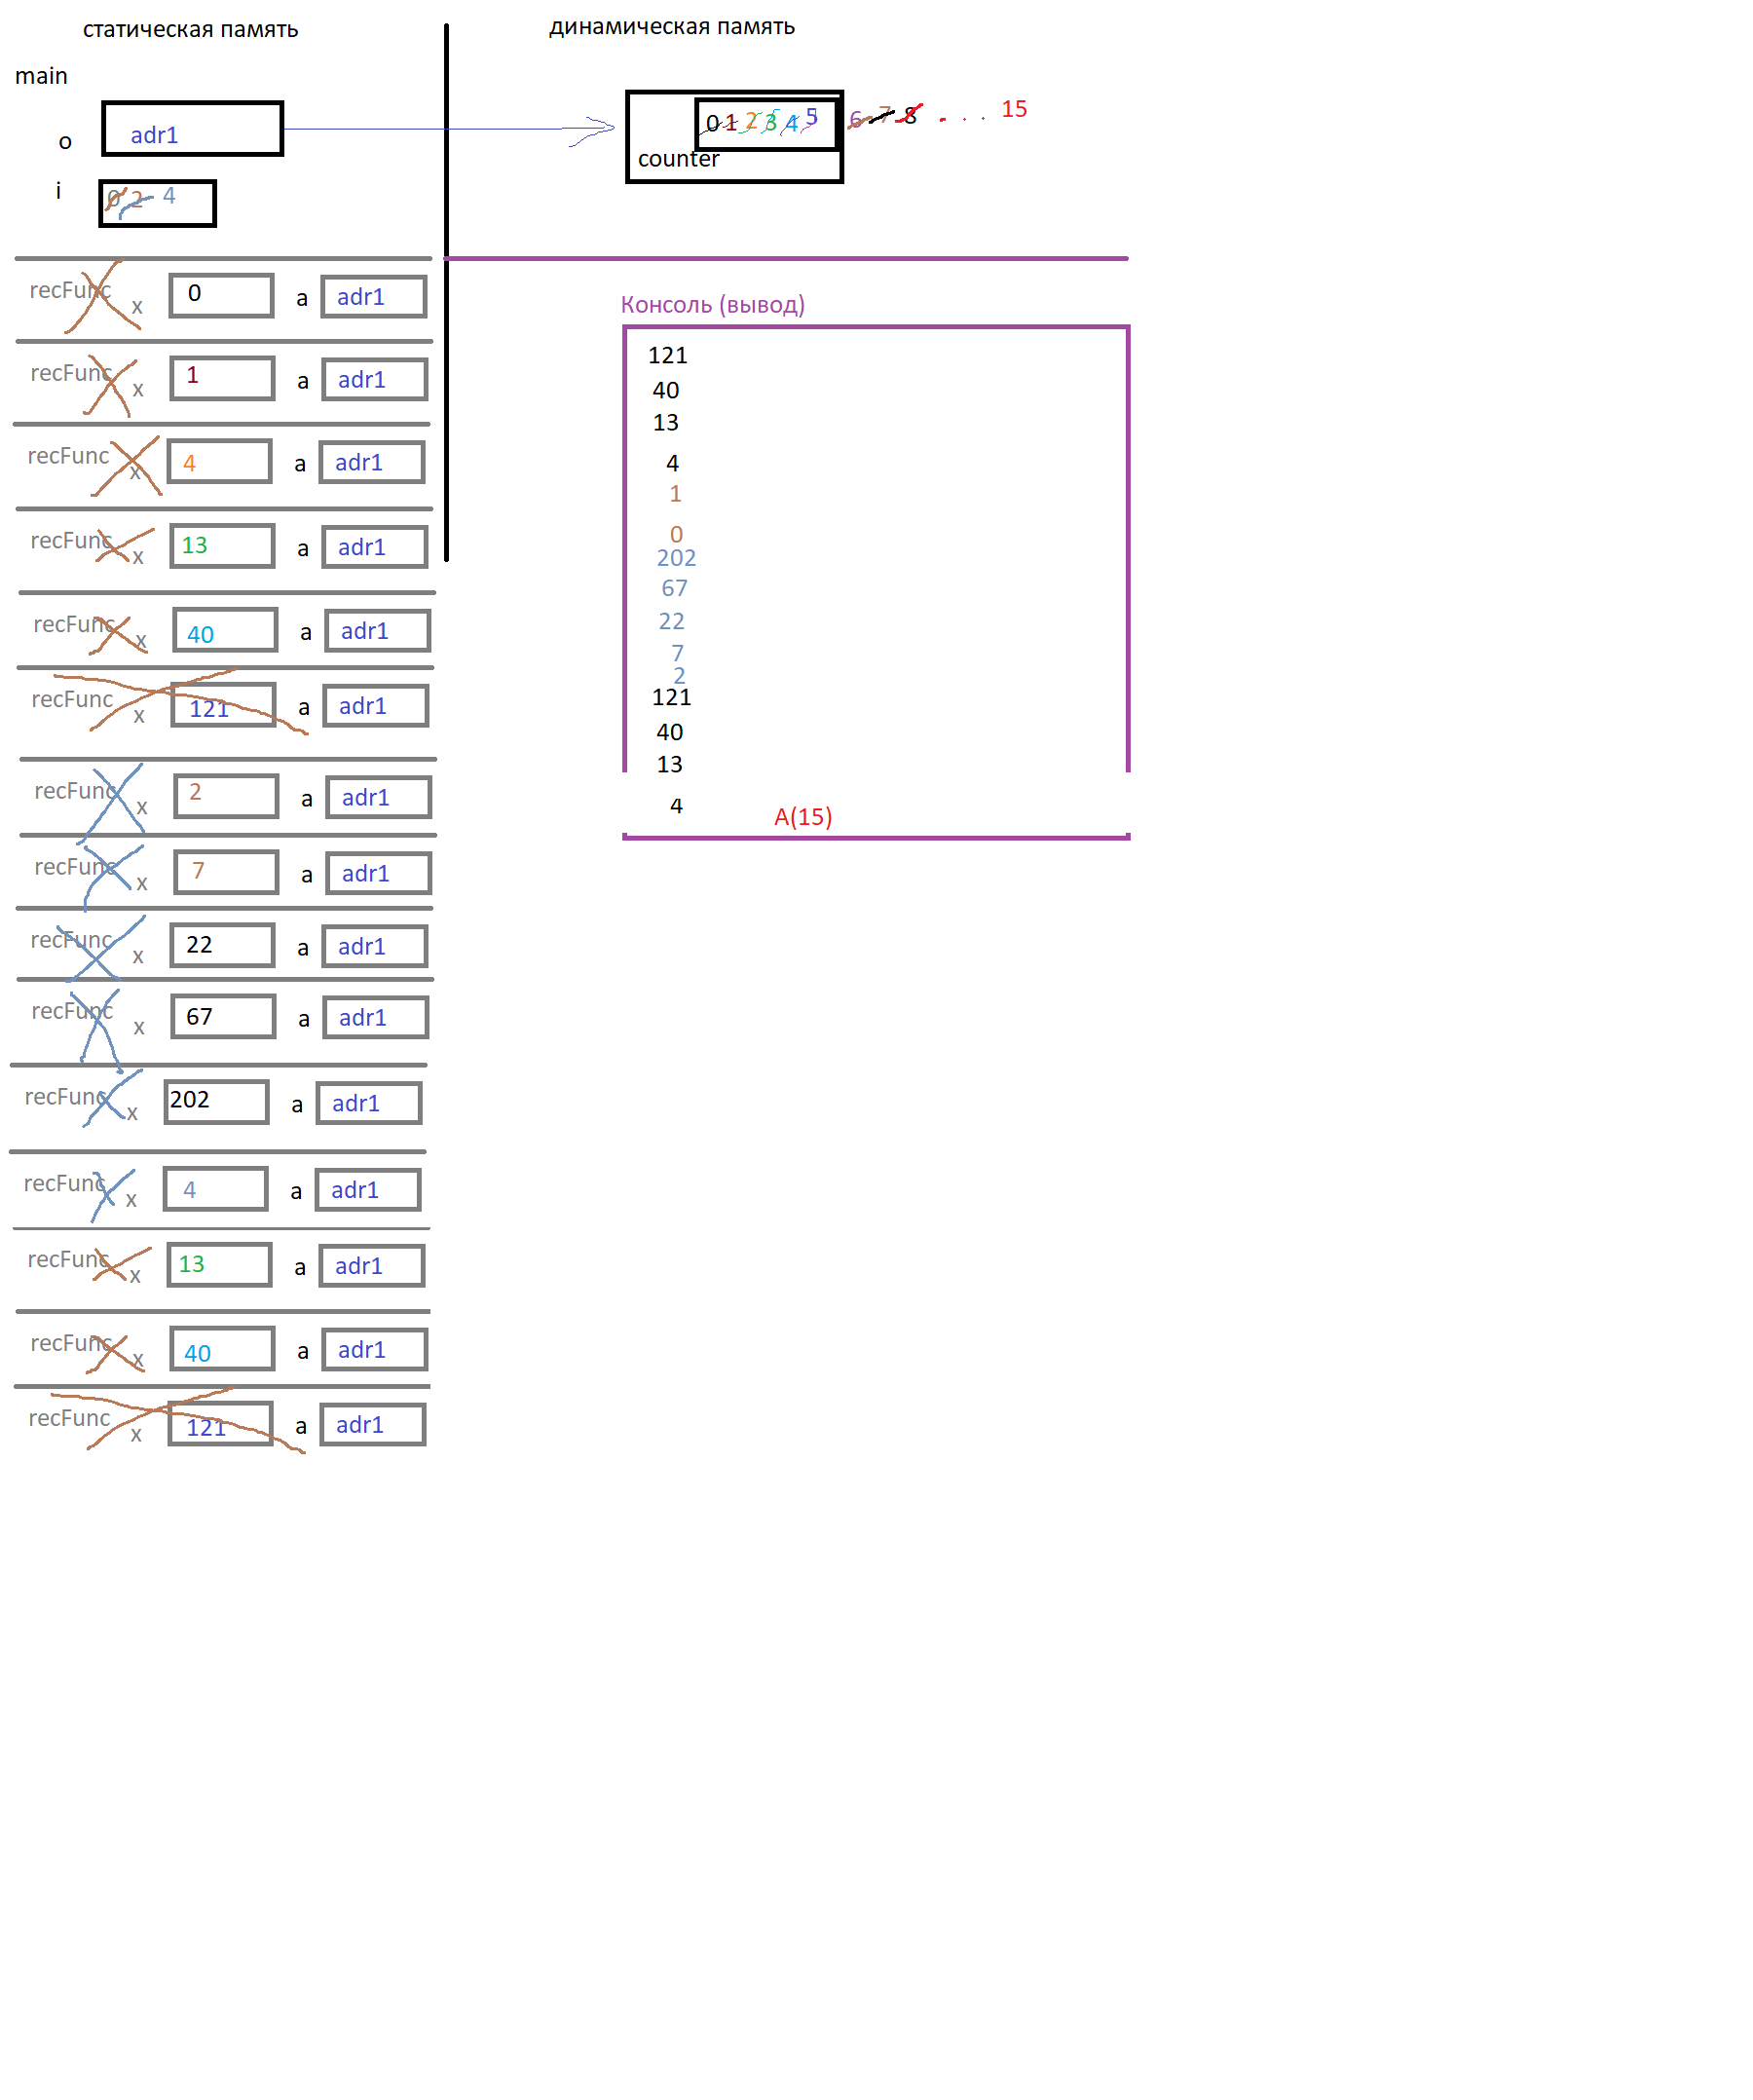 статическая память
динамическая память
main
o adr1
0 1 2 3 4 5 6 7 8 . . . 15
counter
i 0 2 4
recFunc x 0 a adr1
Консоль (вывод)
recFunc x 1 a adr1
recFunc x 4 a adr1
recFunc x 13 a adr1
recFunc x 40 a adr1
recFunc x 121 a adr1
recFunc x 2 a adr1
recFunc x 7 a adr1
recFunc x 22 a adr1
recFunc x 67 a adr1
recFunc x 202 a adr1
recFunc x 4 a adr1
recFunc x 13 a adr1
recFunc x 40 a adr1
recFunc x 121 a adr1
121
40
13
4
1
0
202
67
22
7
2
121
40
13
4
A(15)